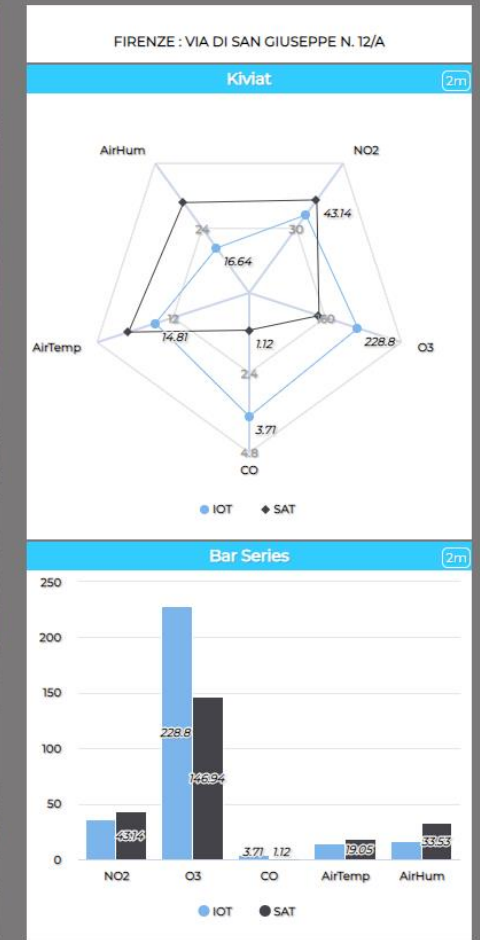 FIRENZE : VIA DI SAN GIUSEPPE N. 12/A
Kiviat 2m
AirHum NO2
24 30 43.14
16.64
12 14.81 228.8
AirTemp O3
1.12
2.4
3.71
4.8
CO
IOT SAT
Bar Series 2m
250
200
150
100
50
0
228.8
146.94
43.14 3.71 1.12 19.05 33.53
NO2 O3 CO AirTemp AirHum
IOT SAT